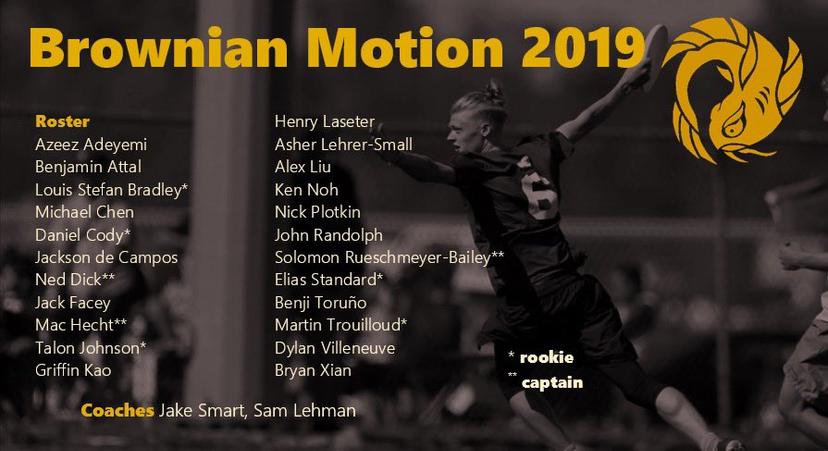 Brownian Motion 2019
Roster
Azeez Adeyemi
Benjamin Attal
Louis Stefan Bradley*
Michael Chen
Daniel Cody*
Jackson de Campos
Ned Dick**
Jack Facey
Mac Hecht**
Talon Johnson*
Griffin Kao
Henry Laseter
Asher Lehrer-Small
Alex Liu
Ken Noh
Nick Plotkin
John Randolph
Solomon Rueschmeyer-Bailey**
Elias Standard*
Benji Toruño
Martin Trouilloud*
Dylan Villeneuve
Bryan Xian
6
* rookie
** captain
Coaches Jake Smart, Sam Lehman